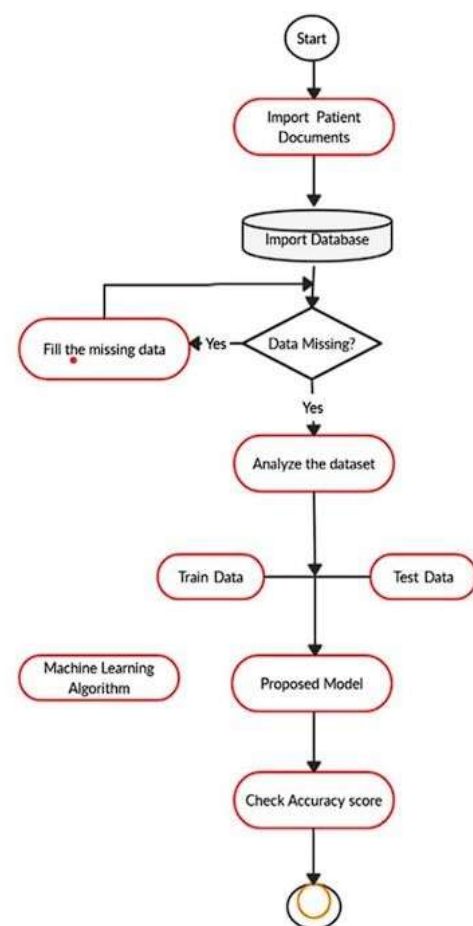 Start
Import Patient
Documents
Import Database
Fill the missing data
Yes
Data Missing?
Yes
Analyze the dataset
Train Data
Test Data
Machine Learning
Algorithm
Proposed Model
Check Accuracy score